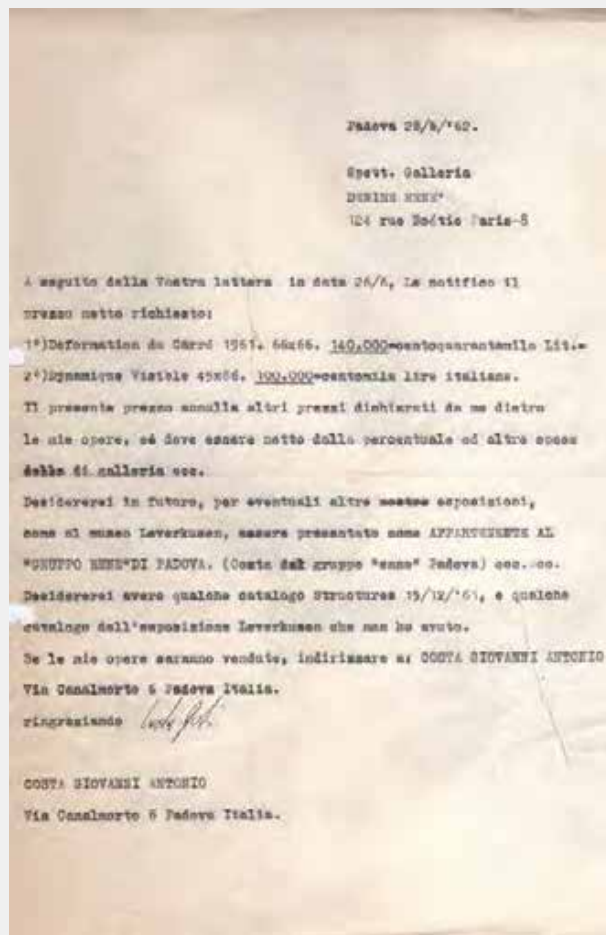 Padova 28/6/'62.
Spett. Galleria
DENISE RENE'
124 rue Boétie Paris-8
A seguito della Vostra lettera in data 26/6, Le notifico il
prezzo netto richiesto:
1°)Deformation du Carré 1961. 66x66. 140.000=centoquarantamila Lit.=
2°)Dynamique Visible 45x66. 100.000=centomila lire italiane.
Il presente prezzo annulla altri prezzi dichiarati da me dietro
le mie opere, ed deve essere netto dalla percentuale ed altre spese
della di galleria ecc.
Desidererei in futuro, per eventuali altre mostre esposizioni,
come al museo Leverkusen, essere presentato come APPARTENENTE AL
"GRUPPO ENNE"DI PADOVA. (Costa dal gruppo "enne" Padova) ecc.
Desidererei avere qualche catalogo Structures 15/12/'61, e qualche
catalogo dell'esposizione Leverkusen che non ho avuto.
Se le mie opere saranno vendute, indirizzare a: COSTA GIOVANNI ANTONIO
Via Canalmorto 6 Padova Italia.
ringraziando
COSTA GIOVANNI ANTONIO
Via Canalmorto 6 Padova Italia.